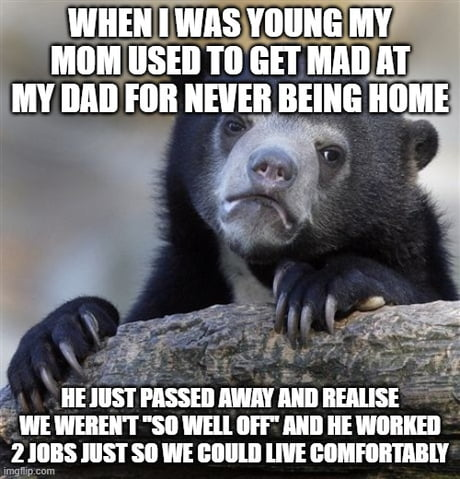 WHEN I WAS YOUNG MY
MOM USED TO GET MAD AT
MY DAD FOR NEVER BEING HOME
HE JUST PASSED AWAY AND REALISE
WE WEREN'T "SO WELL OFF" AND HE WORKED
2 JOBS JUST SO WE COULD LIVE COMFORTABLY
imgflip.com